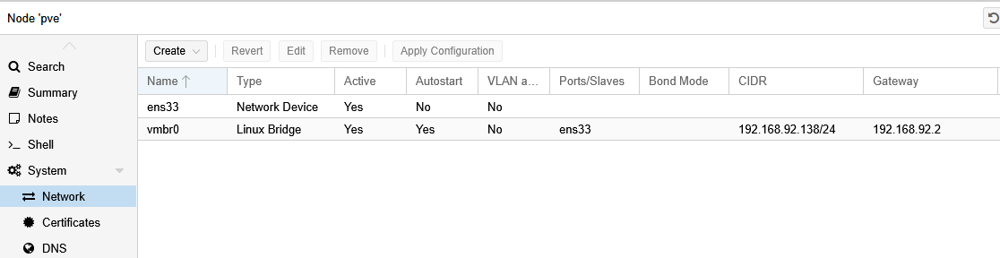 Node 'pve'
Search
Summary
Notes
Shell
System
Network
Certificates
DNS
Create Revert Edit Remove Apply Configuration
Name Type Active Autostart VLAN a... Ports/Slaves Bond Mode CIDR Gateway
ens33 Network Device Yes No No
vmbr0 Linux Bridge Yes Yes No ens33 192.168.92.138/24 192.168.92.2